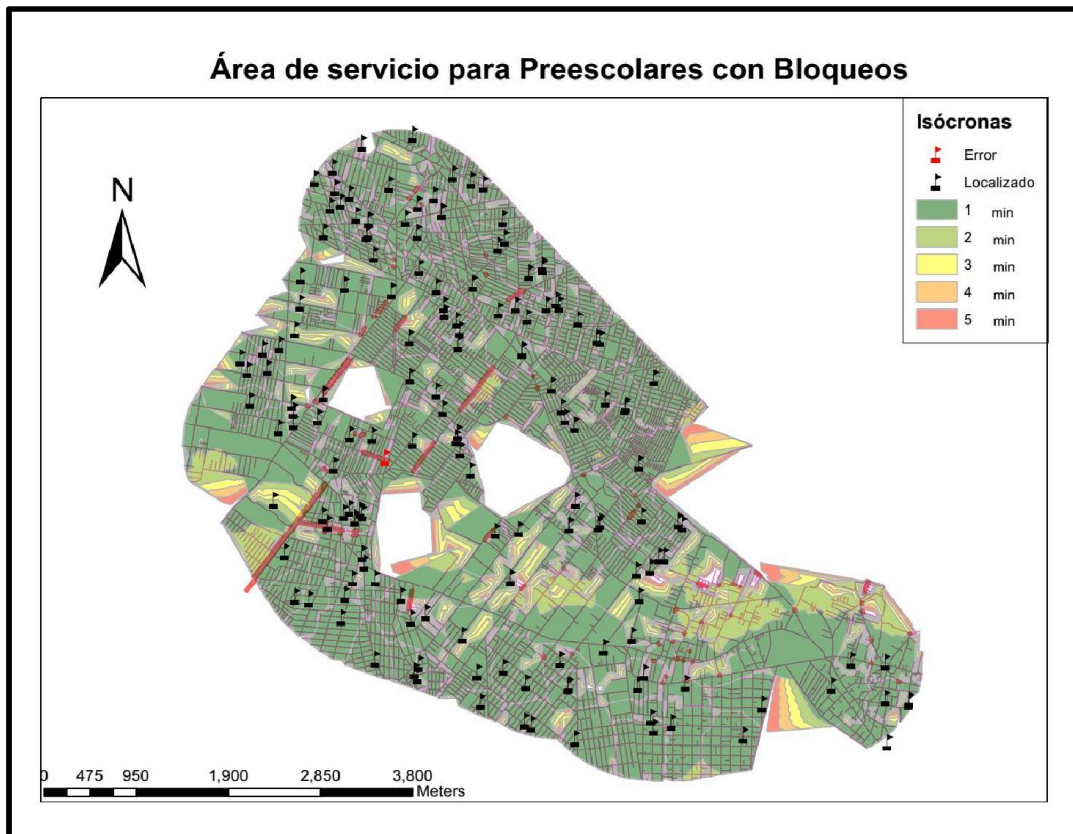 Área de servicio para Preescolares con Bloqueos
Isócronas
Error
Localizado
1 min
2 min
3 min
4 min
5 min
N
0 475 950 1,900 2,850 3,800
Meters